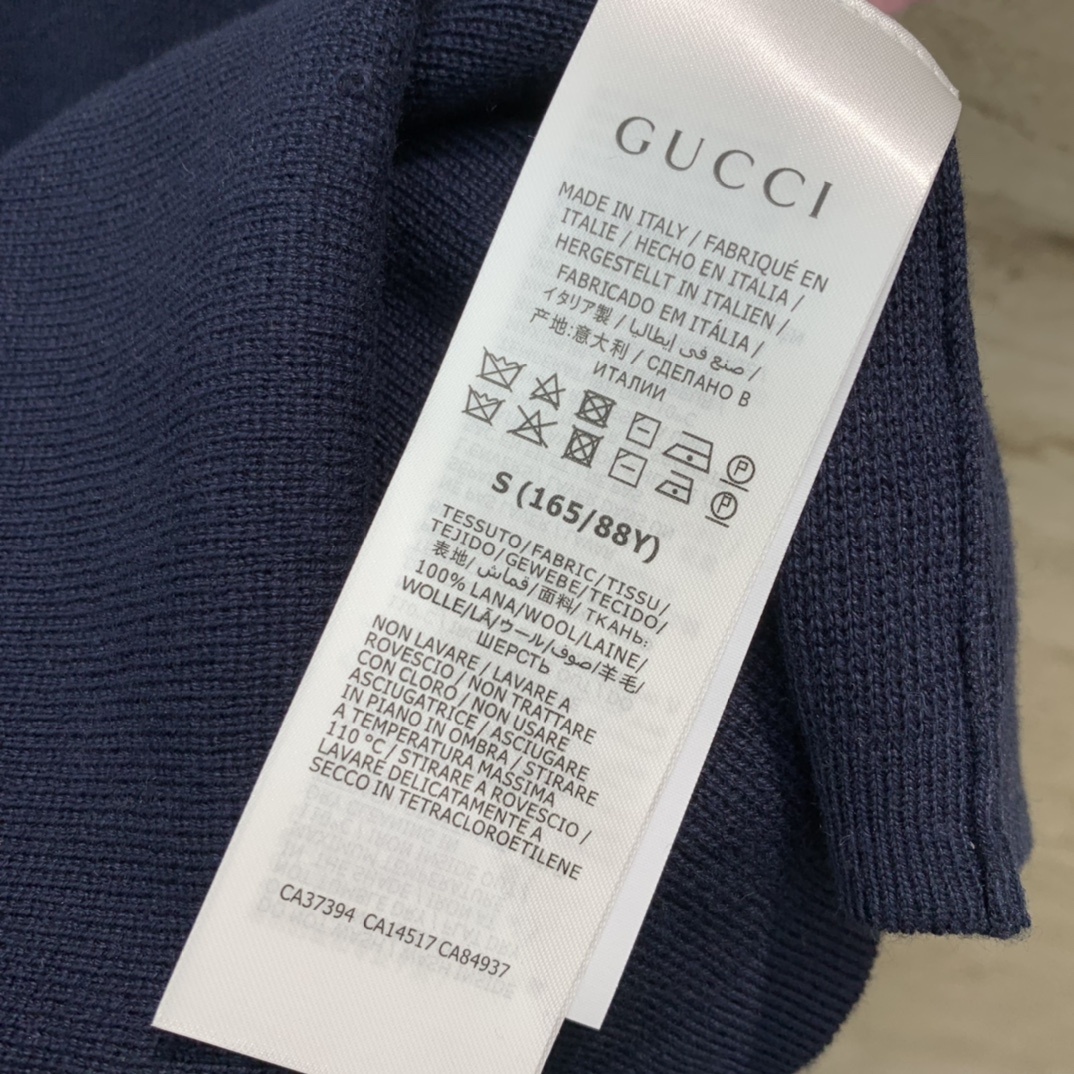 GUCCI
MADE IN ITALY / FABRIQUÉ EN
ITALIE / HECHO EN ITALIA /
HERGESTELLT IN ITALIEN /
FABRICADO EM ITÁLIA /
イタリア製 / صنع في إيطاليا /
产地:意大利 / СДЕЛАНО В
ИТАЛИИ
P
P
S (165/88Y)
TESSUTO/FABRIC/TISSU/
TEJIDO/GEWEBE/TECIDO/
表地/قماش/面料/ТКАНЬ:
100% LANA/WOOL/LAINE/
WOLLE/LÃ/ウール/صوف/羊毛/
ШЕРСТЬ
NON LAVARE / LAVARE A
ROVESCIO / NON TRATTARE
CON CLORO / NON USARE
ASCIUGATRICE / ASCIUGARE
IN PIANO IN OMBRA / STIRARE
A TEMPERATURA MASSIMA
110 °C / STIRARE A ROVESCIO /
LAVARE DELICATAMENTE A
SECCO IN TETRACLOROETILENE
CA37394 CA14517 CA84937